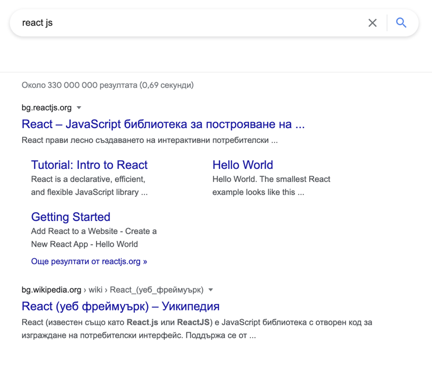 react js
Около 330 000 000 резултата (0,69 секунди)
bg.reactjs.org
React – JavaScript библиотека за построяване на ...
React прави лесно създаването на интерактивни потребителски ...
Tutorial: Intro to React
React is a declarative, efficient,
and flexible JavaScript library ...
Hello World
Hello World. The smallest React
example looks like this ...
Getting Started
Add React to a Website - Create a
New React App - Hello World
Още резултати от reactjs.org »
bg.wikipedia.org › wiki › React_(уеб_фреймуърк)
React (уеб фреймуърк) – Уикипедия
React (известен също като React.js или ReactJS) е JavaScript библиотека с отворен код за
изграждане на потребителски интерфейс. Поддържа се от ...